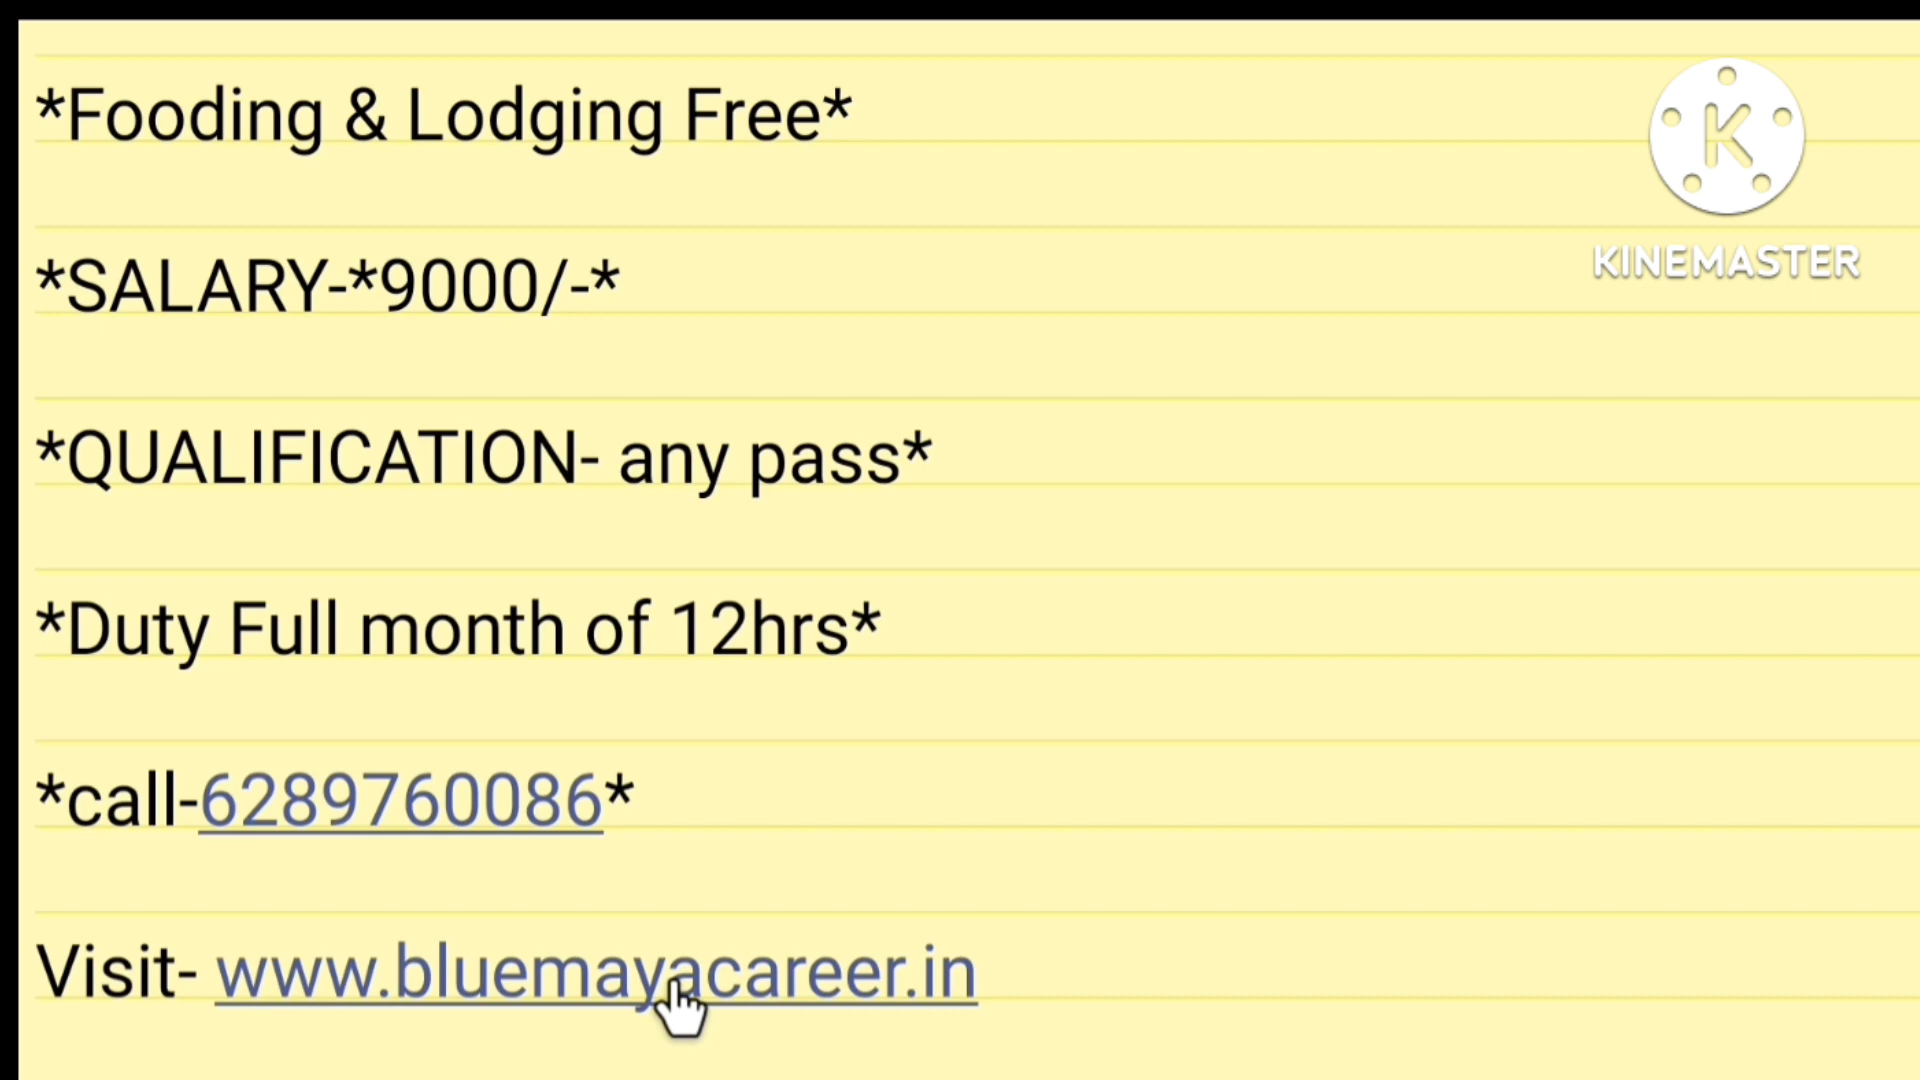 *Fooding & Lodging Free*
KINEMASTER
*SALARY-*9000/-*
*QUALIFICATION- any pass*
*Duty Full month of 12hrs*
*call-6289760086*
Visit- www.bluemayacareer.in